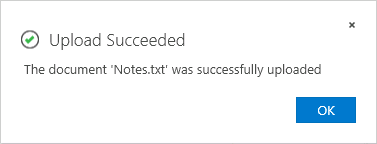 Upload Succeeded
The document 'Notes.txt' was successfully uploaded
OK